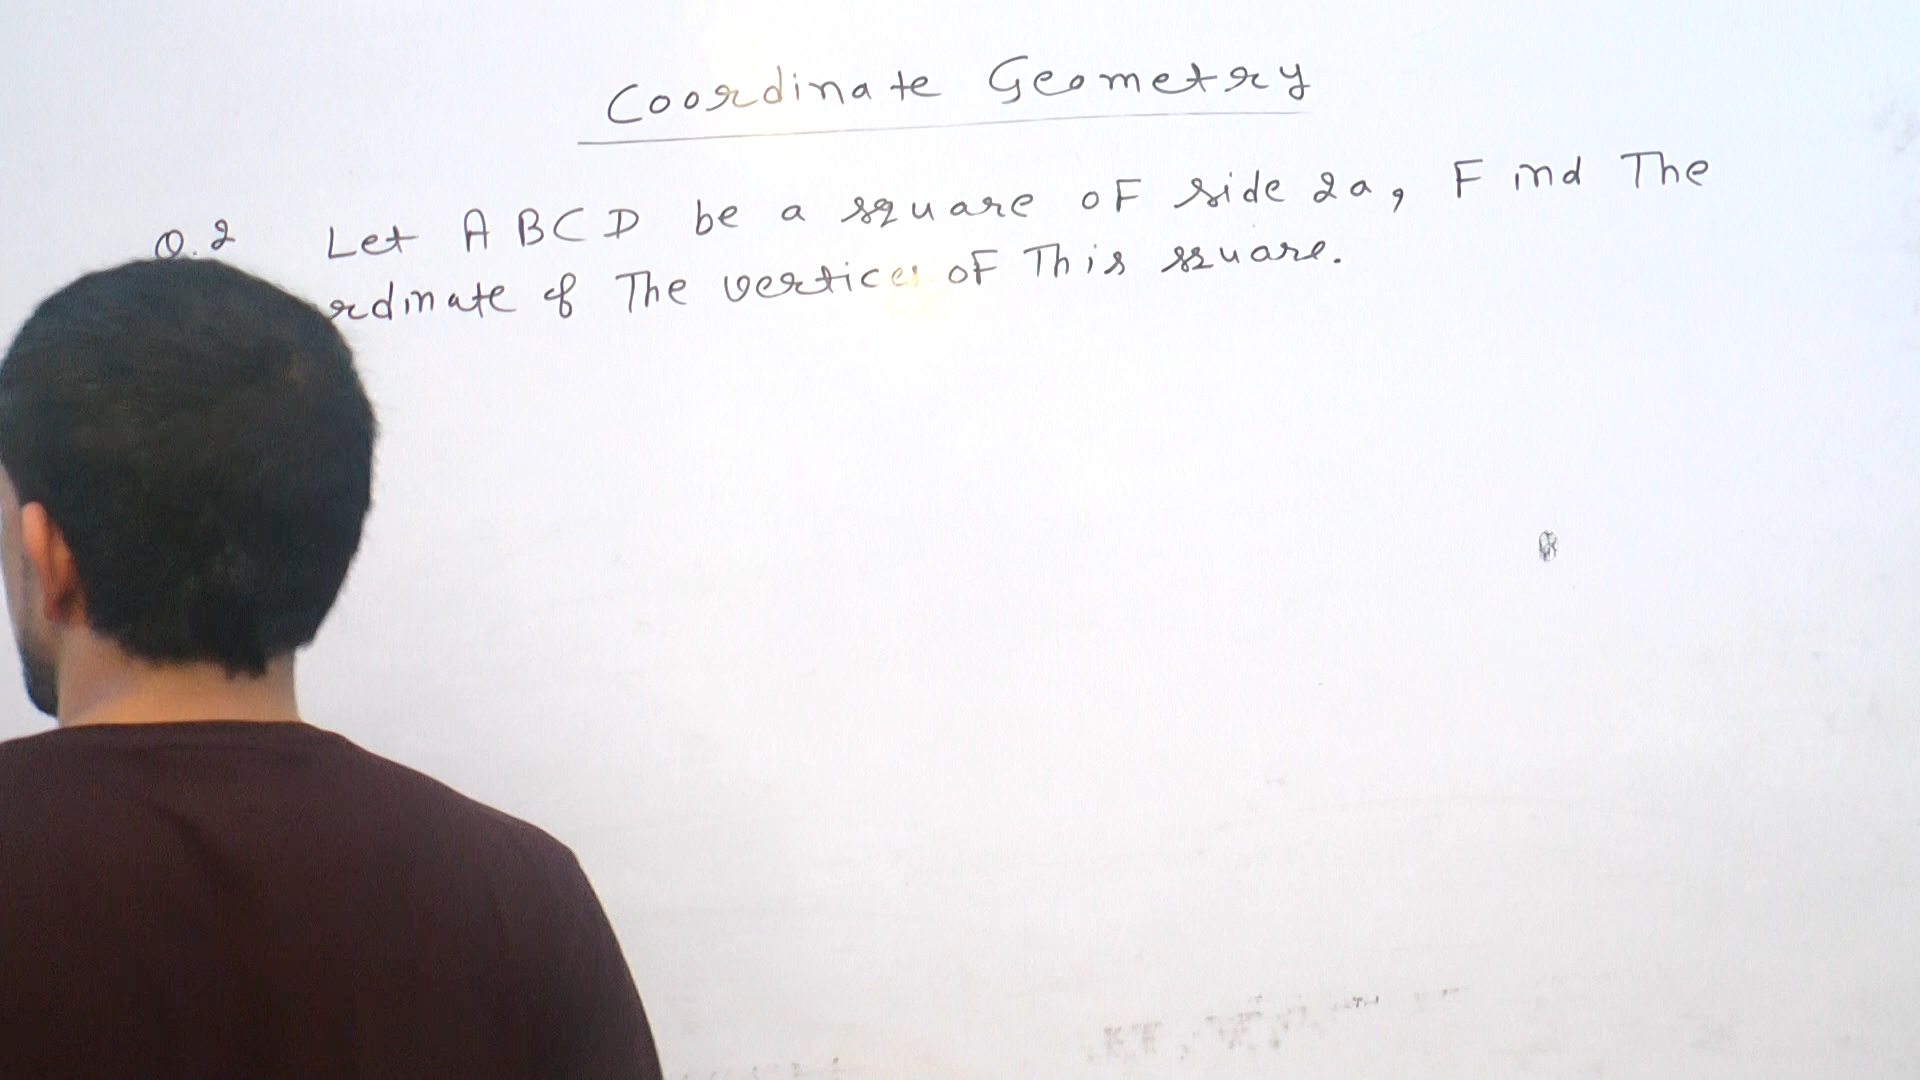 Coordinate Geometry
Q.2 Let ABCD be a square of side 2a, Find The
rdinate of The vertices of This square.